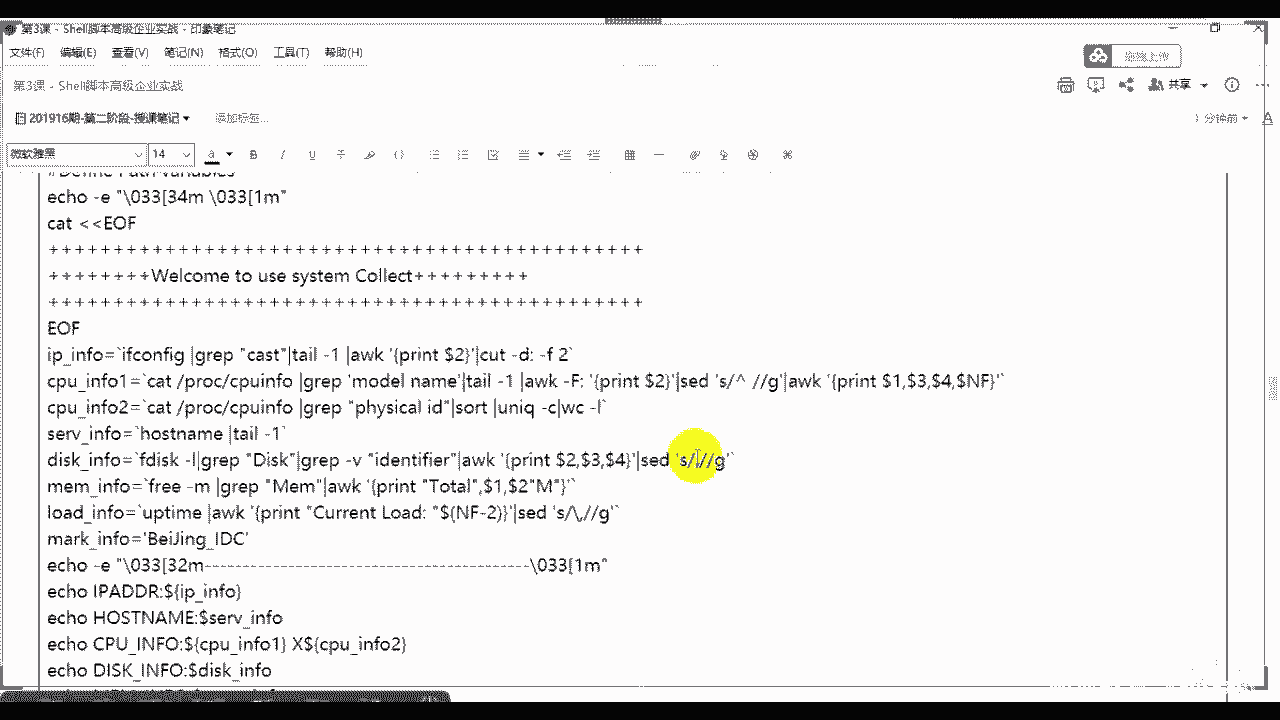 第3课 - Shell脚本高级企业实战 - 印象笔记
文件(F) 编辑(E) 查看(V) 笔记(N) 格式(O) 工具(T) 帮助(H)
拖拽上传
第3课 - Shell脚本高级企业实战
共享
201916期-第二阶段-授课笔记
添加标签...
1 分钟前
微软雅黑 14
#Define Path variables
echo -e "\033[34m \033[1m"
cat <<EOF
++++++++++++++++++++++++++++++++++++++++++++++
++++++++Welcome to use system Collect+++++++++
++++++++++++++++++++++++++++++++++++++++++++++
EOF
ip_info=`ifconfig |grep "cast"|tail -1 |awk '{print $2}'|cut -d: -f 2`
cpu_info1=`cat /proc/cpuinfo |grep 'model name'|tail -1 |awk -F: '{print $2}'|sed 's/^ //g'|awk '{print $1,$3,$4,$NF}'`
cpu_info2=`cat /proc/cpuinfo |grep "physical id"|sort |uniq -c|wc -l`
serv_info=`hostname |tail -1`
disk_info=`fdisk -l|grep "Disk"|grep -v "identifier"|awk '{print $2,$3,$4}'|sed 's/,//g'`
mem_info=`free -m |grep "Mem"|awk '{print "Total",$1,$2"M"}'`
load_info=`uptime |awk '{print "Current Load: "$(NF-2)}'|sed 's/\,//g'`
mark_info='BeiJing_IDC'
echo -e "\033[32m-------------------------------------------\033[1m"
echo IPADDR:${ip_info}
echo HOSTNAME:$serv_info
echo CPU_INFO:${cpu_info1} X${cpu_info2}
echo DISK_INFO:$disk_info